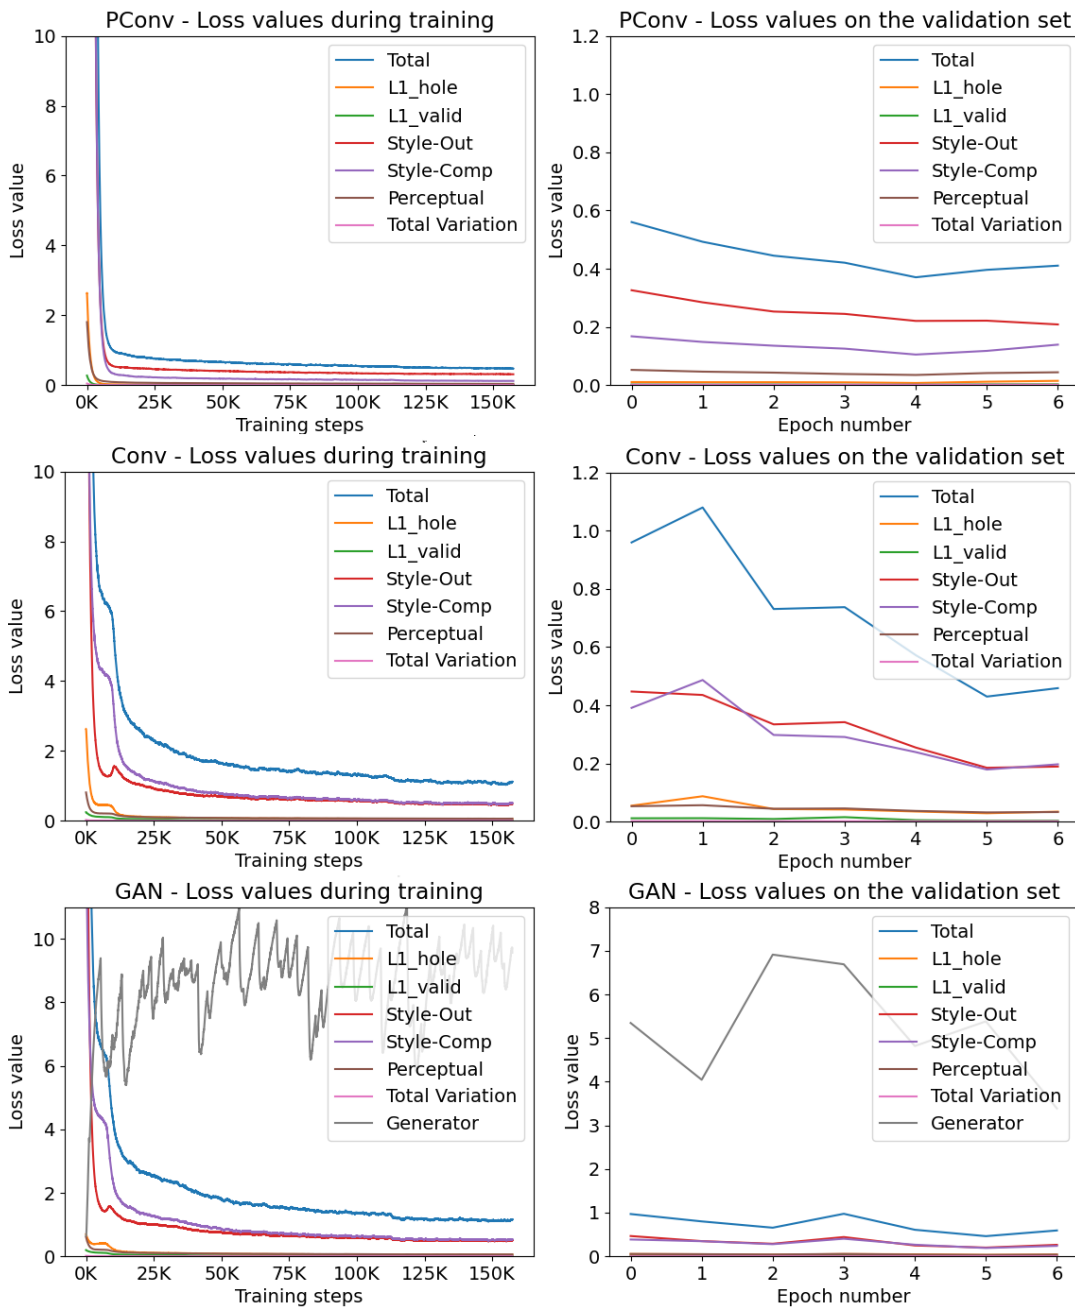 PConv - Loss values during training
10
8
6
4
2
0
Loss value
Total
L1_hole
L1_valid
Style-Out
Style-Comp
Perceptual
Total Variation
0K 25K 50K 75K 100K 125K 150K
Training steps
PConv - Loss values on the validation set
1.2
1.0
0.8
0.6
0.4
0.2
0.0
Loss value
Total
L1_hole
L1_valid
Style-Out
Style-Comp
Perceptual
Total Variation
0 1 2 3 4 5 6
Epoch number
Conv - Loss values during training
10
8
6
4
2
0
Loss value
Total
L1_hole
L1_valid
Style-Out
Style-Comp
Perceptual
Total Variation
0K 25K 50K 75K 100K 125K 150K
Training steps
Conv - Loss values on the validation set
1.2
1.0
0.8
0.6
0.4
0.2
0.0
Loss value
Total
L1_hole
L1_valid
Style-Out
Style-Comp
Perceptual
Total Variation
0 1 2 3 4 5 6
Epoch number
GAN - Loss values during training
10
8
6
4
2
0
Loss value
Total
L1_hole
L1_valid
Style-Out
Style-Comp
Perceptual
Total Variation
Generator
0K 25K 50K 75K 100K 125K 150K
Training steps
GAN - Loss values on the validation set
8
7
6
5
4
3
2
1
0
Loss value
Total
L1_hole
L1_valid
Style-Out
Style-Comp
Perceptual
Total Variation
Generator
0 1 2 3 4 5 6
Epoch number